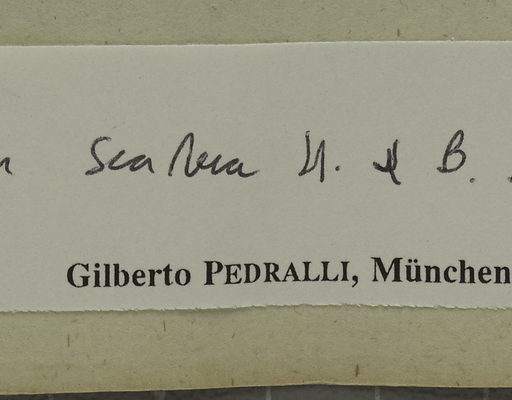 scabra H. & B.
Gilberto PEDRALLI, München